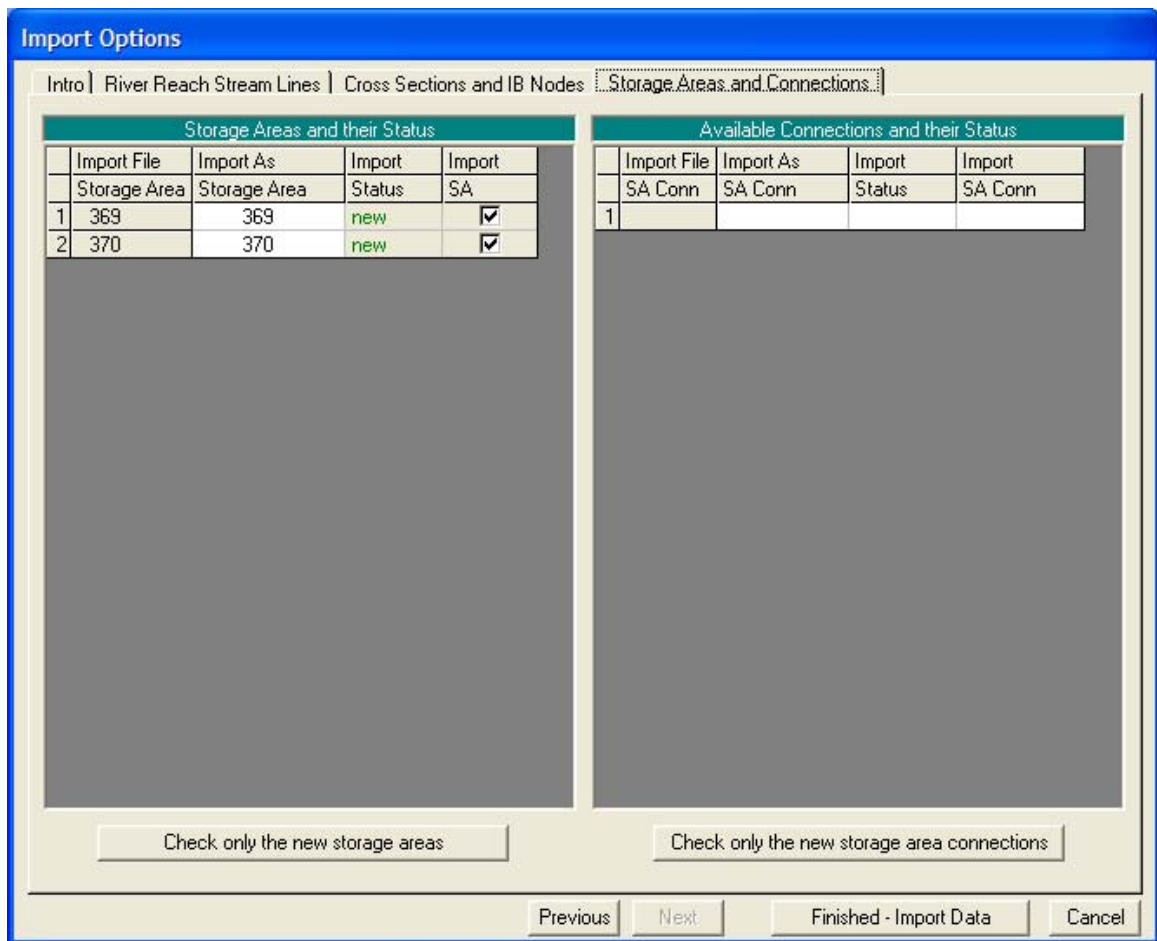 Import Options
Intro River Reach Stream Lines Cross Sections and IB Nodes Storage Areas and Connections
Storage Areas and their Status
Import File Import As Import Import
Storage Area Storage Area Status SA
1 369 369 new
2 370 370 new
Available Connections and their Status
Import File Import As Import Import
SA Conn SA Conn Status SA Conn
1
Check only the new storage areas
Check only the new storage area connections
Previous Next Finished - Import Data Cancel